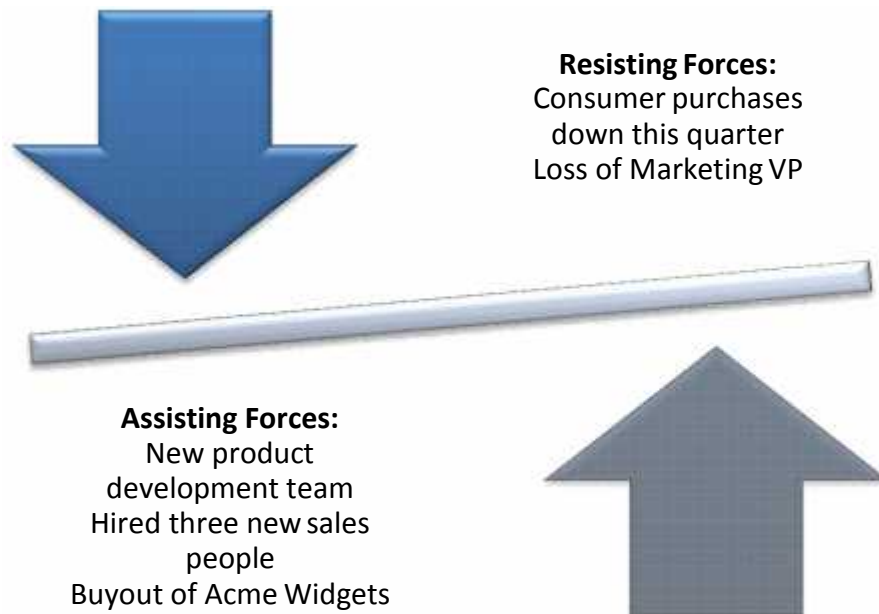 Resisting Forces:
Consumer purchases
down this quarter
Loss of Marketing VP
Assisting Forces:
New product
development team
Hired three new sales
people
Buyout of Acme Widgets